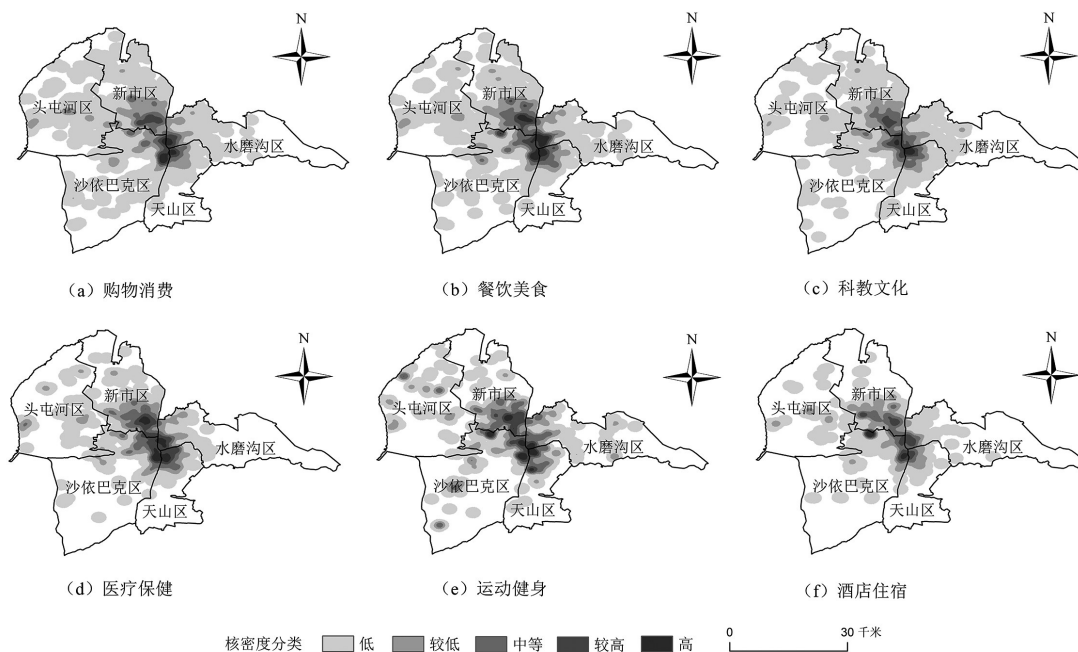 N
N
N
新市区
头屯河区
水磨沟区
沙依巴克区
天山区
新市区
头屯河区
水磨沟区
沙依巴克区
天山区
新市区
头屯河区
水磨沟区
沙依巴克区
天山区
（a）购物消费
（b）餐饮美食
（c）科教文化
N
N
N
新市区
头屯河区
水磨沟区
沙依巴克区
天山区
新市区
头屯河区
水磨沟区
沙依巴克区
天山区
新市区
头屯河区
水磨沟区
沙依巴克区
天山区
（d）医疗保健
（e）运动健身
（f）酒店住宿
核密度分类 低 较低 中等 较高 高
0 30 千米